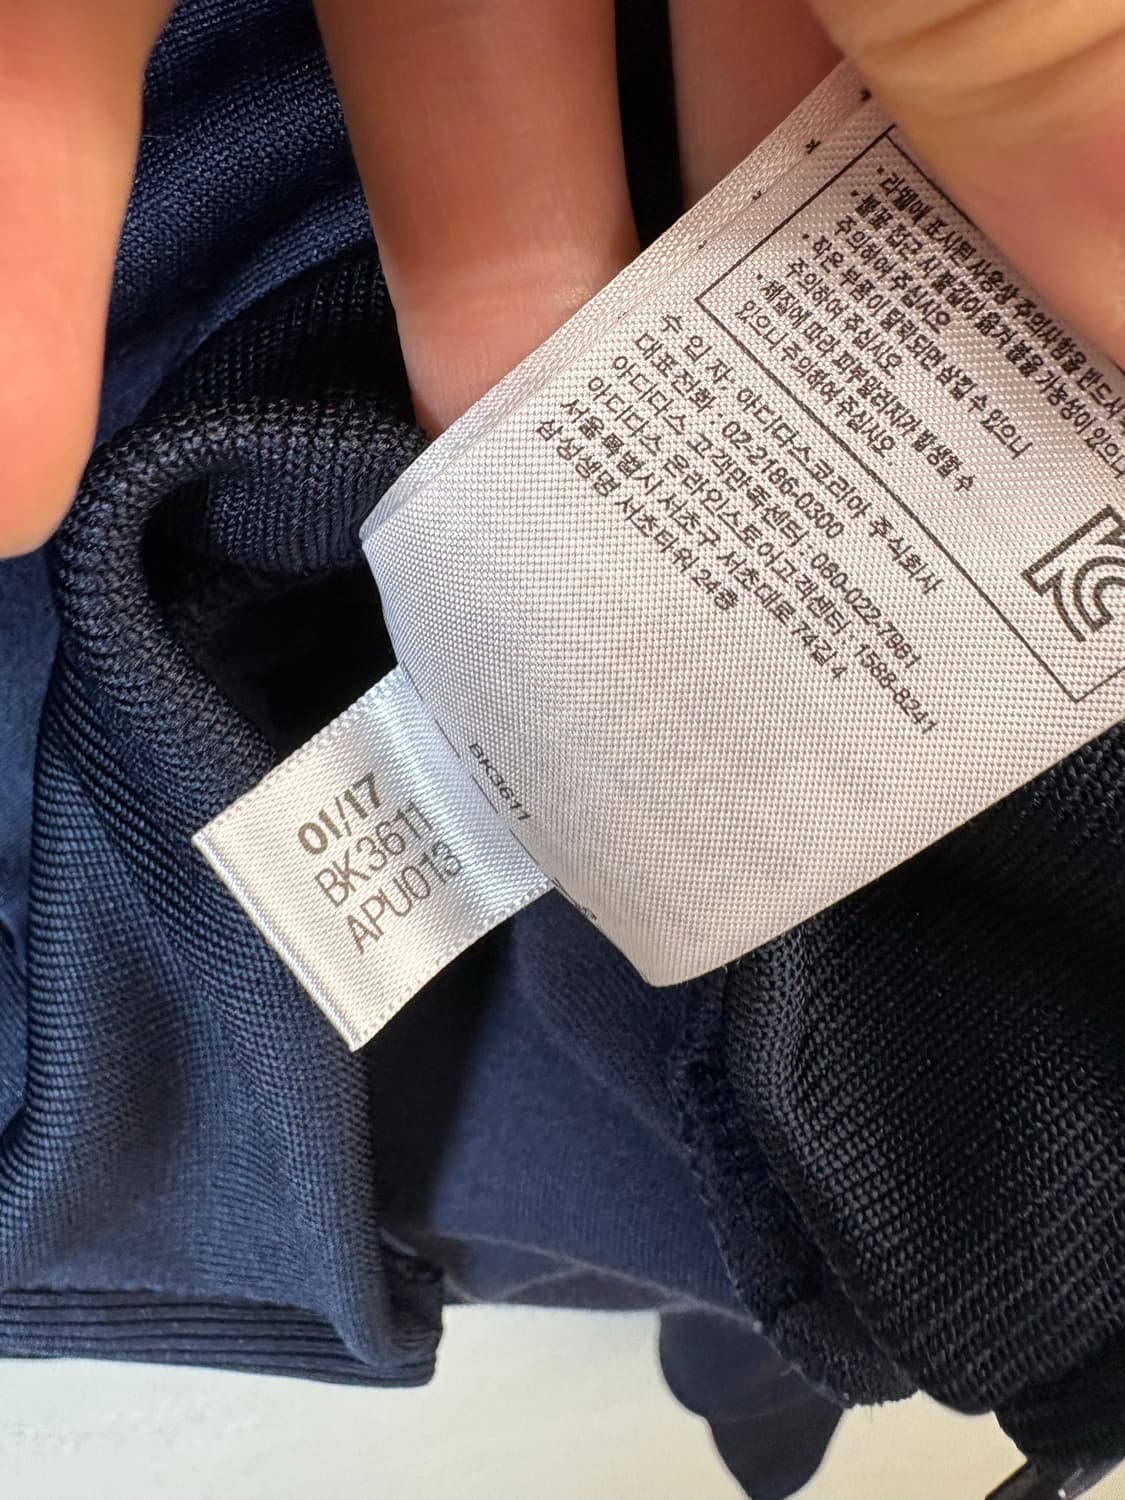 · 라벨에 표시된 사용상 주의사항을 반드시
· 불꽃 접근 시 불길이 옮겨 붙을 가능성이 있으니
주의하여 주십시오
· 작은 부품이 탈락되면 삼킬 수 있으니
주의하여 주십시오
· 체질에 따라 피부알러지가 발생할 수
있으니 주의하여 주십시오.
수 입 자: 아디다스코리아 주식회사
대표전화: 02-2186-0300
아디다스 고객만족센터: 080-022-7961
아디다스 온라인스토어고객센터: 1588-8241
서울특별시 서초구 서초대로 74길 4
삼성생명 서초타워 24층
BK3611
01/17
BK3611
APU013